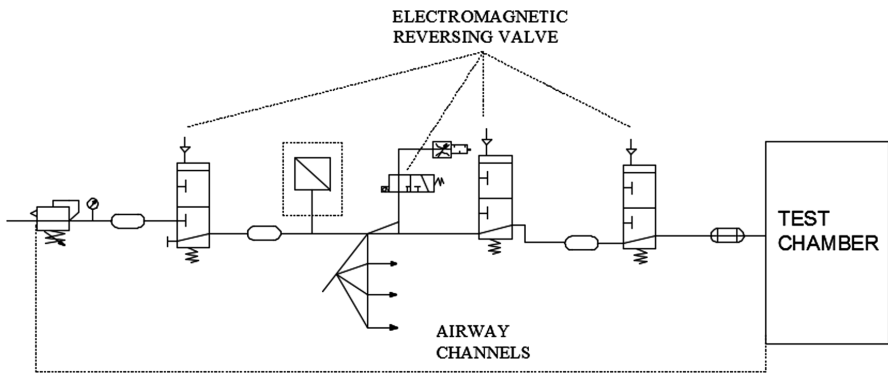 ELECTROMAGNETIC
REVERSING VALVE
TEST
CHAMBER
AIRWAY
CHANNELS